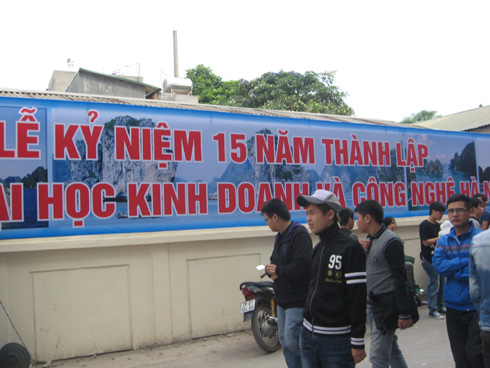 LỄ KỶ NIỆM 15 NĂM THÀNH LẬP
ẠI HỌC KINH DOANH VÀ CÔNG NGHỆ HÀ N
95